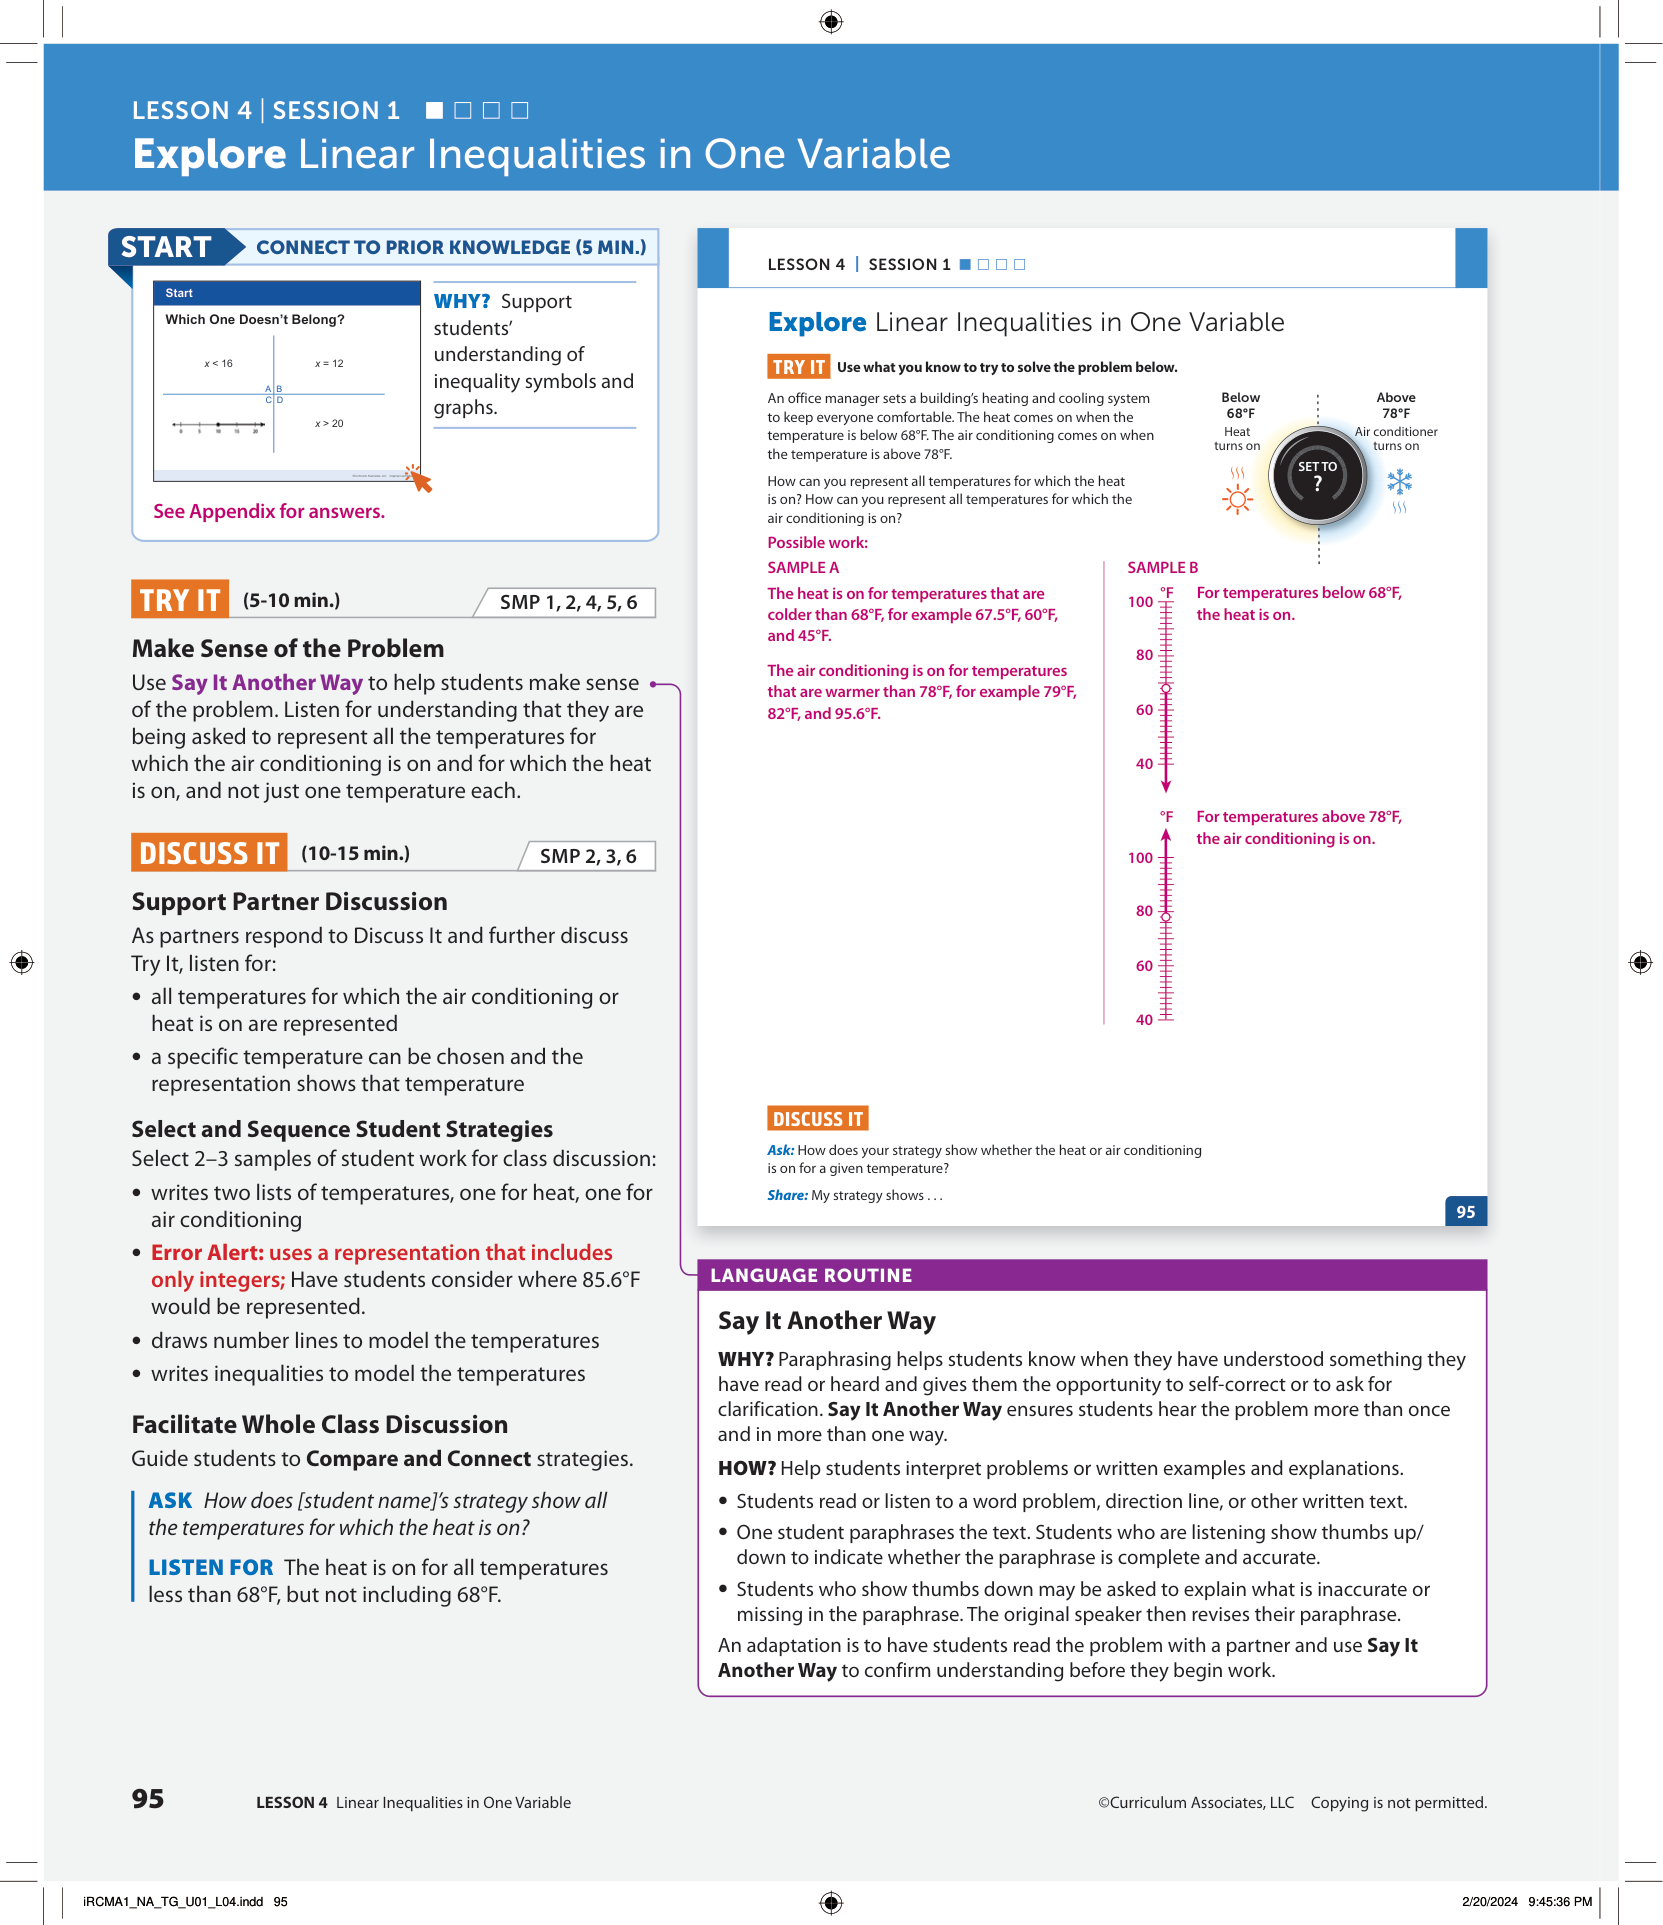 LESSON 4 | SESSION 1
Explore Linear Inequalities in One Variable
START
CONNECT TO PRIOR KNOWLEDGE (5 MIN.)
Start
Which One Doesn't Belong?
x < 16
x = 12
A B
C D
0 5 10 15 20
x > 20
WHY? Support
students'
understanding of
inequality symbols and
graphs.
See Appendix for answers.
TRY IT (5-10 min.)
SMP 1, 2, 4, 5, 6
Make Sense of the Problem
Use Say It Another Way to help students make sense
of the problem. Listen for understanding that they are
being asked to represent all the temperatures for
which the air conditioning is on and for which the heat
is on, and not just one temperature each.
DISCUSS IT (10-15 min.)
SMP 2, 3, 6
Support Partner Discussion
As partners respond to Discuss It and further discuss
Try It, listen for:
• all temperatures for which the air conditioning or
heat is on are represented
• a specific temperature can be chosen and the
representation shows that temperature
Select and Sequence Student Strategies
Select 2–3 samples of student work for class discussion:
• writes two lists of temperatures, one for heat, one for
air conditioning
• Error Alert: uses a representation that includes
only integers; Have students consider where 85.6°F
would be represented.
• draws number lines to model the temperatures
• writes inequalities to model the temperatures
Facilitate Whole Class Discussion
Guide students to Compare and Connect strategies.
ASK How does [student name]'s strategy show all
the temperatures for which the heat is on?
LISTEN FOR The heat is on for all temperatures
less than 68°F, but not including 68°F.
LESSON 4 | SESSION 1
Explore Linear Inequalities in One Variable
TRY IT Use what you know to try to solve the problem below.
An office manager sets a building's heating and cooling system
to keep everyone comfortable. The heat comes on when the
temperature is below 68°F. The air conditioning comes on when
the temperature is above 78°F.
How can you represent all temperatures for which the heat
is on? How can you represent all temperatures for which the
air conditioning is on?
Below
68°F
Heat
turns on
SET TO
?
Above
78°F
Air conditioner
turns on
Possible work:
SAMPLE A
The heat is on for temperatures that are
colder than 68°F, for example 67.5°F, 60°F,
and 45°F.
The air conditioning is on for temperatures
that are warmer than 78°F, for example 79°F,
82°F, and 95.6°F.
SAMPLE B
°F
100
80
60
40
For temperatures below 68°F,
the heat is on.
°F
100
80
60
40
For temperatures above 78°F,
the air conditioning is on.
DISCUSS IT
Ask: How does your strategy show whether the heat or air conditioning
is on for a given temperature?
Share: My strategy shows . . .
95
LANGUAGE ROUTINE
Say It Another Way
WHY? Paraphrasing helps students know when they have understood something they
have read or heard and gives them the opportunity to self-correct or to ask for
clarification. Say It Another Way ensures students hear the problem more than once
and in more than one way.
HOW? Help students interpret problems or written examples and explanations.
• Students read or listen to a word problem, direction line, or other written text.
• One student paraphrases the text. Students who are listening show thumbs up/
down to indicate whether the paraphrase is complete and accurate.
• Students who show thumbs down may be asked to explain what is inaccurate or
missing in the paraphrase. The original speaker then revises their paraphrase.
An adaptation is to have students read the problem with a partner and use Say It
Another Way to confirm understanding before they begin work.
95
LESSON 4 Linear Inequalities in One Variable
©Curriculum Associates, LLC Copying is not permitted.
iRCMA1_NA_TG_U01_L04.indd 95
2/20/2024 9:45:36 PM